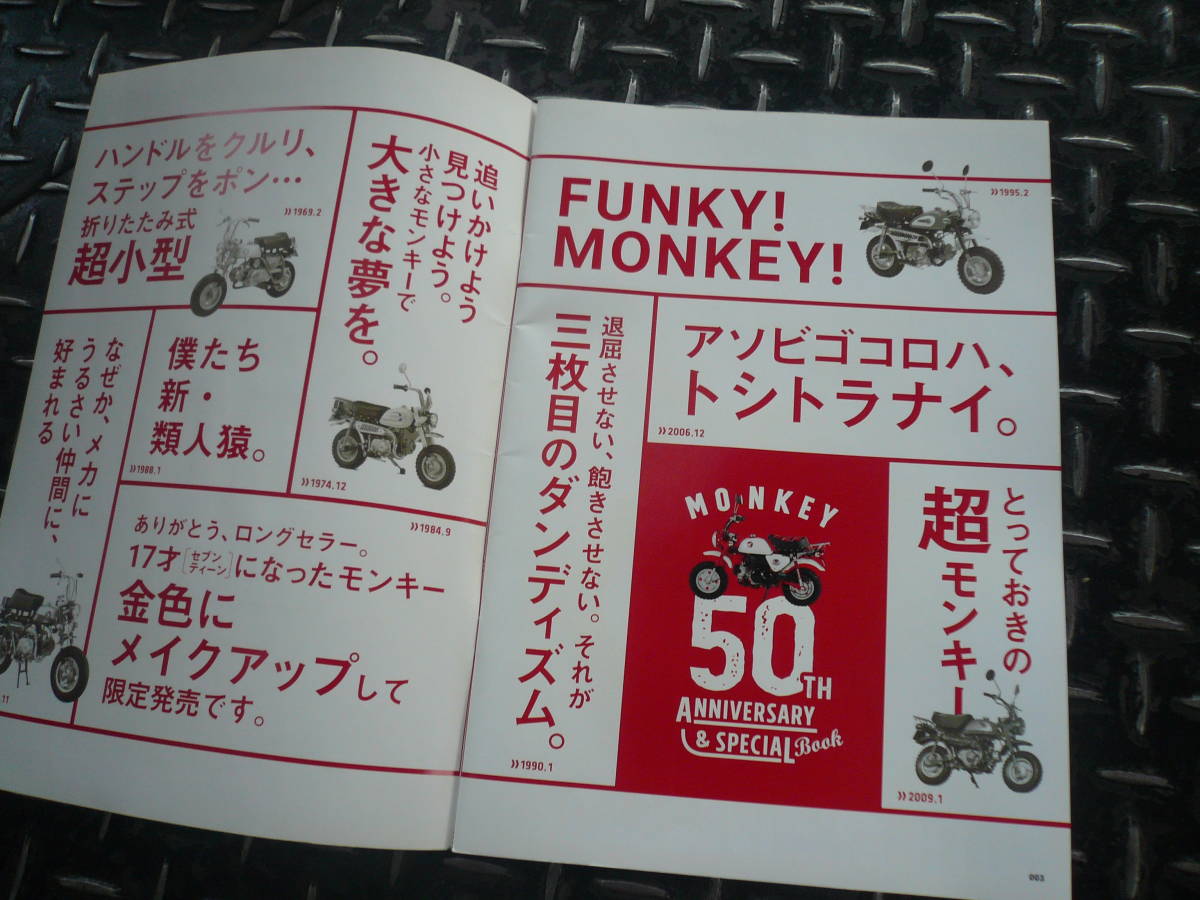 ハンドルをクルリ、
ステップをポン…
折りたたみ式
超小型
»1969.2
追いかけよう
見つけよう。
小さなモンキーで
大きな夢を。
»1974.12
なぜか、メカに
うるさい仲間に、
好まれる
.11
僕たち
新・
類人猿。
»1988.1
»1984.9
ありがとう、ロングセラー。
17才[セブンティーン]になったモンキー
金色に
メイクアップして
限定発売です。
FUNKY!
MONKEY!
»1995.2
退屈させない、飽きさせない。それが
三枚目のダンディズム。
»1990.1
アソビゴコロハ、
トシトラナイ。
»2006.12
MONKEY
50TH
ANNIVERSARY
& SPECIAL Book
とっておきの
超モンキー
»2009.1
003